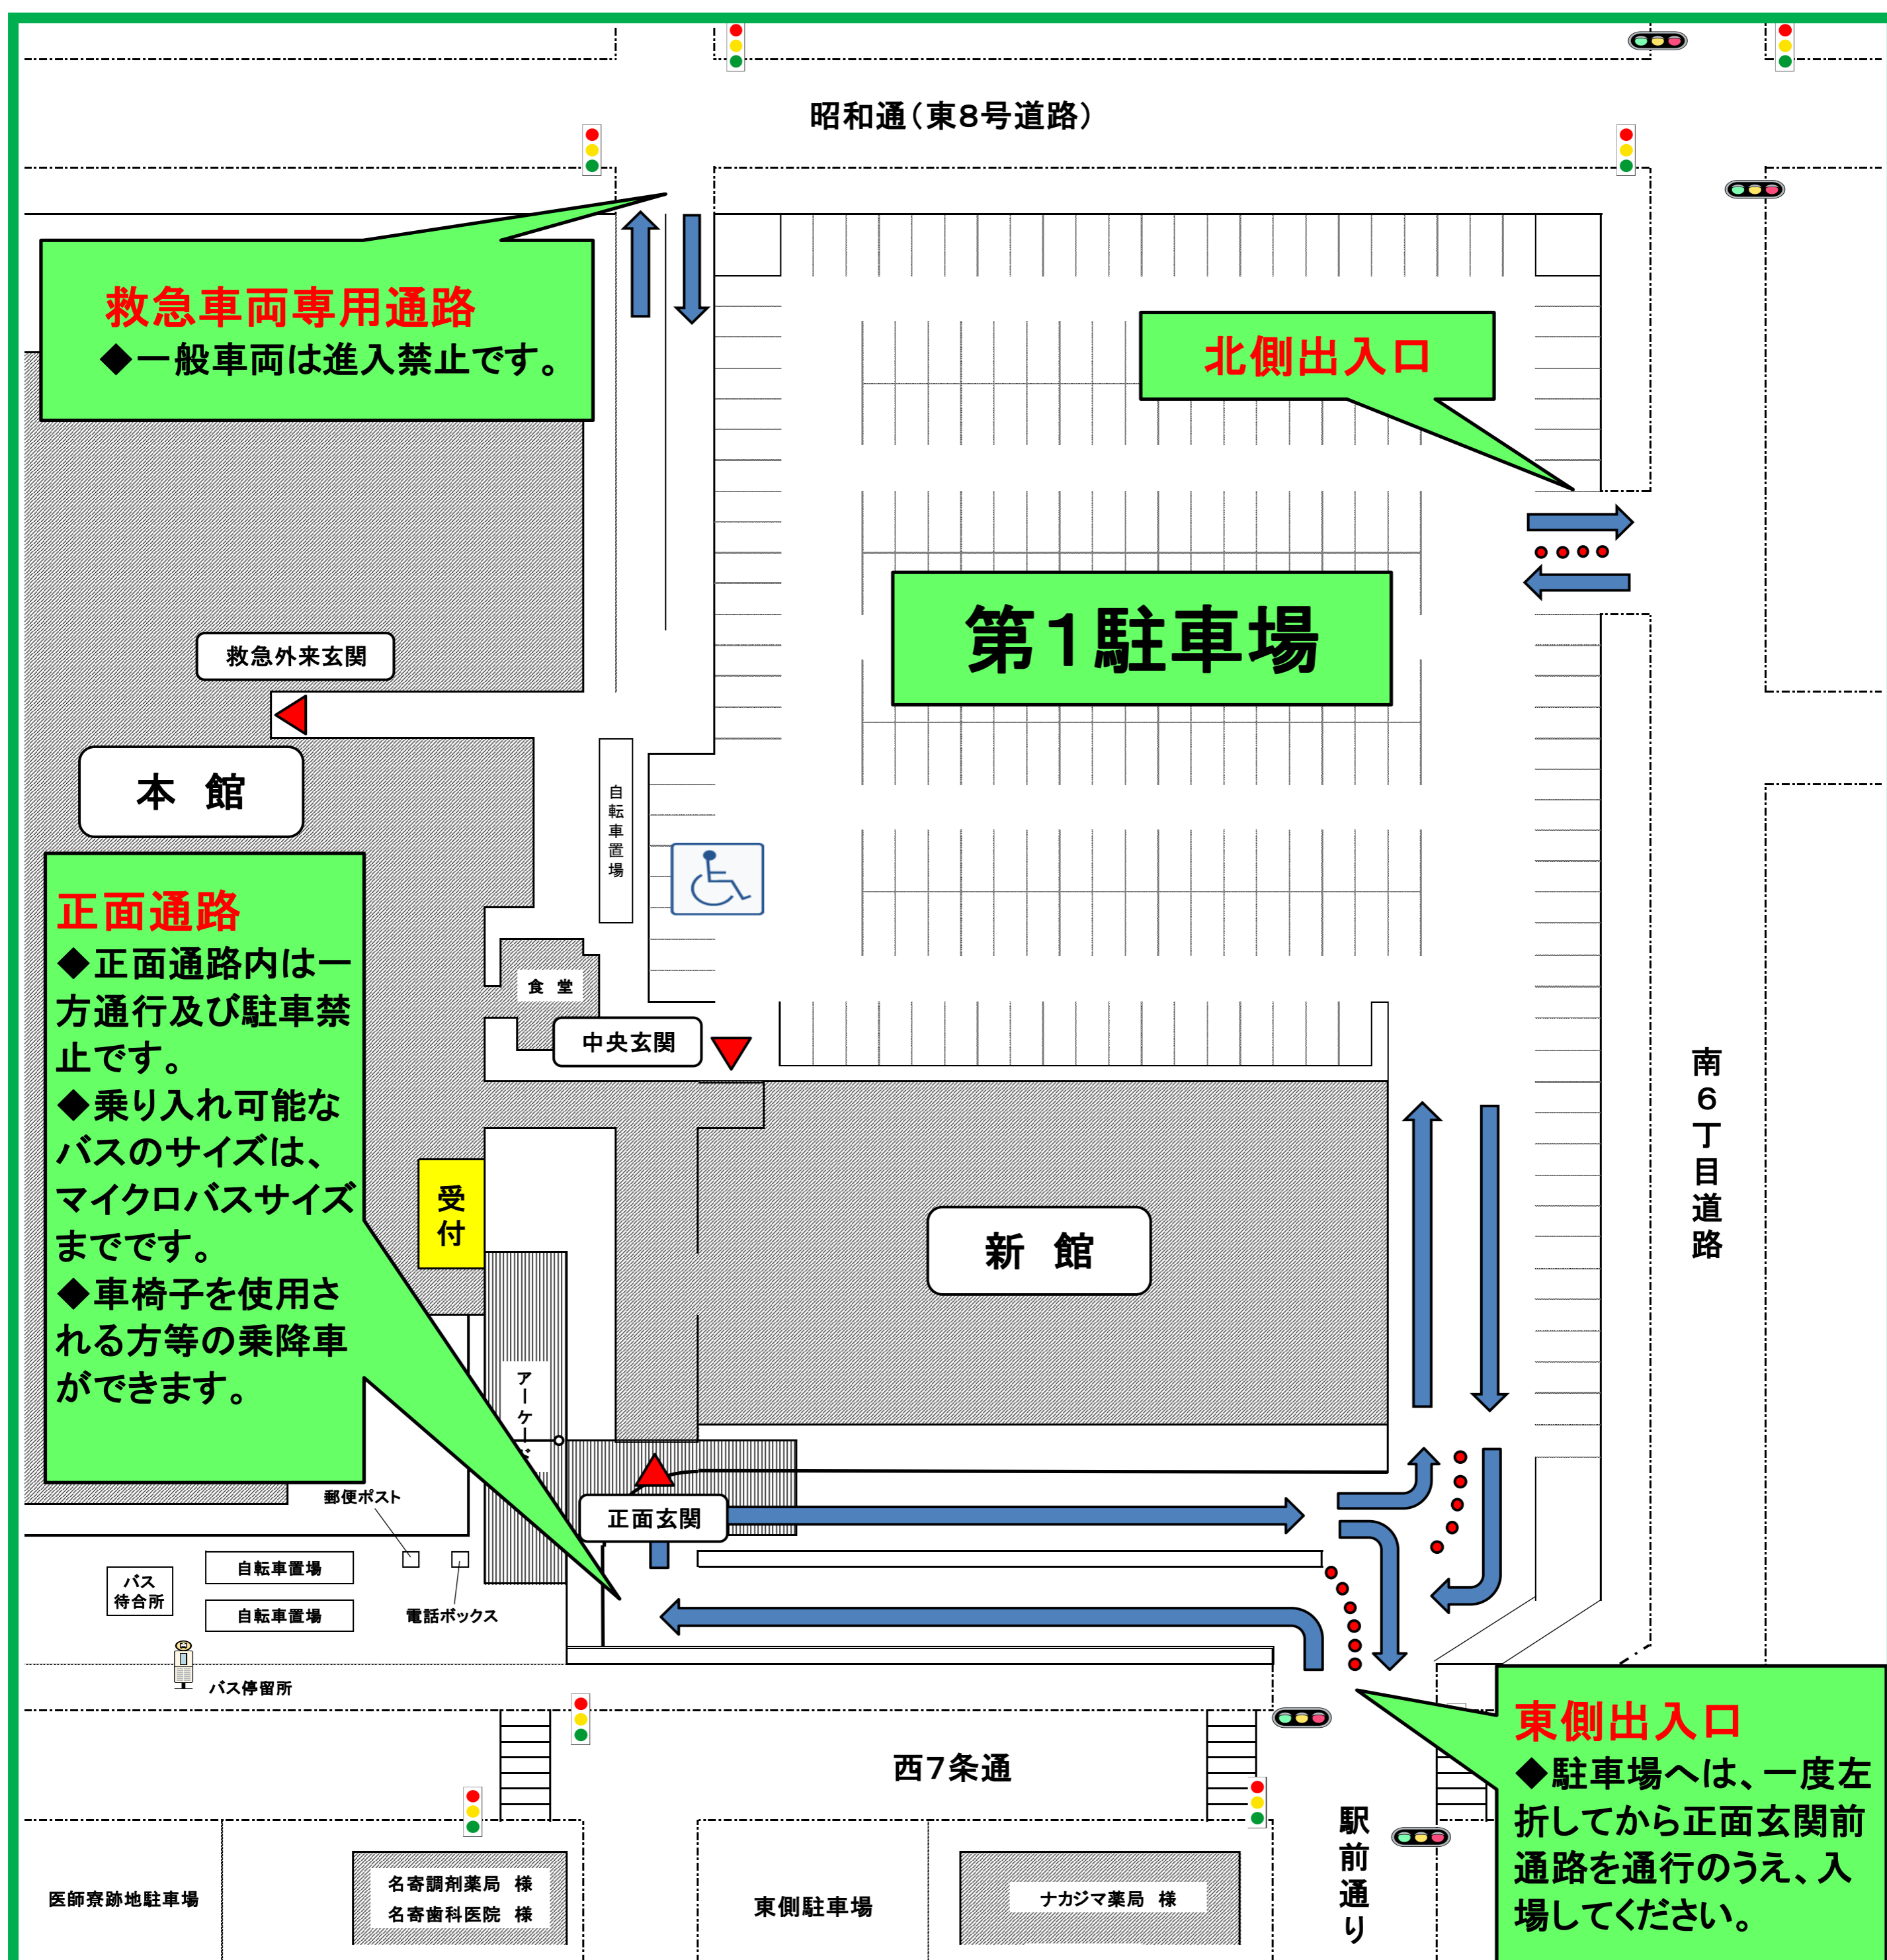 昭和通（東８号道路）
救急車両専用通路
◆一般車両は進入禁止です。
北側出入口
第１駐車場
救急外来玄関
本　館
自転車置場
正面通路
◆正面通路内は一
方通行及び駐車禁
止です。
◆乗り入れ可能な
バスのサイズは、
マイクロバスサイズ
までです。
◆車椅子を使用さ
れる方等の乗降車
ができます。
食　堂
中央玄関
南６丁目道路
受付
新　館
アーケード
郵便ポスト
正面玄関
バス
待合所
自転車置場
自転車置場
電話ボックス
バス停留所
西７条通
東側出入口
◆駐車場へは、一度左
折してから正面玄関前
通路を通行のうえ、入
場してください。
駅前通り
医師寮跡地駐車場
名寄調剤薬局　様
名寄歯科医院　様
東側駐車場
ナカジマ薬局　様